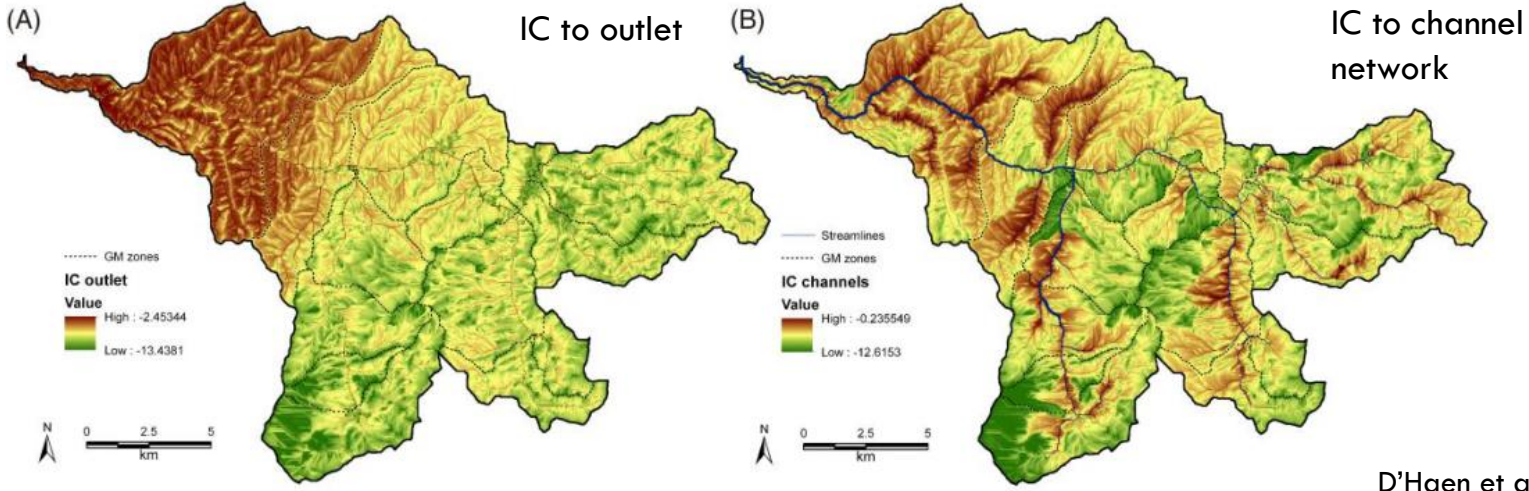 (A)
IC to outlet
GM zones
IC outlet
Value
High : -2.45344
Low : -13.4381
N
0 2.5 5
km
(B)
IC to channel
network
Streamlines
GM zones
IC channels
Value
High : -0.235549
Low : -12.6153
N
0 2.5 5
km
D'Haen et a